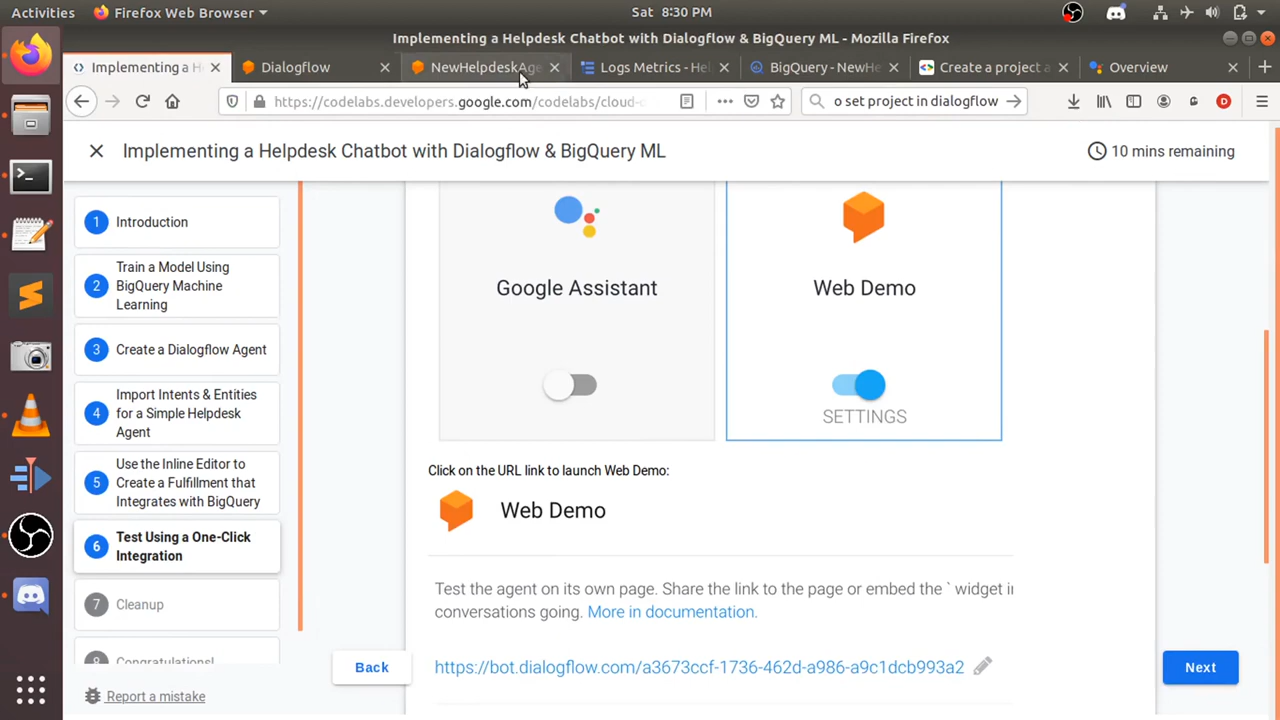 Activities
Firefox Web Browser
Sat 8:30 PM
Implementing a Helpdesk Chatbot with Dialogflow & BigQuery ML - Mozilla Firefox
Implementing a H
Dialogflow
NewHelpdeskAge
Logs Metrics - Hel
BigQuery - NewHe
Create a project a
Overview
https://codelabs.developers.google.com/codelabs/cloud-c
o set project in dialogflow
Implementing a Helpdesk Chatbot with Dialogflow & BigQuery ML
10 mins remaining
1 Introduction
2 Train a Model Using
BigQuery Machine
Learning
3 Create a Dialogflow Agent
4 Import Intents & Entities
for a Simple Helpdesk
Agent
5 Use the Inline Editor to
Create a Fulfillment that
Integrates with BigQuery
6 Test Using a One-Click
Integration
7 Cleanup
8 Congratulations!
Report a mistake
Google Assistant
Web Demo
SETTINGS
Click on the URL link to launch Web Demo:
Web Demo
Test the agent on its own page. Share the link to the page or embed the ` widget in
conversations going. More in documentation.
https://bot.dialogflow.com/a3673ccf-1736-462d-a986-a9c1dcb993a2
Back
Next